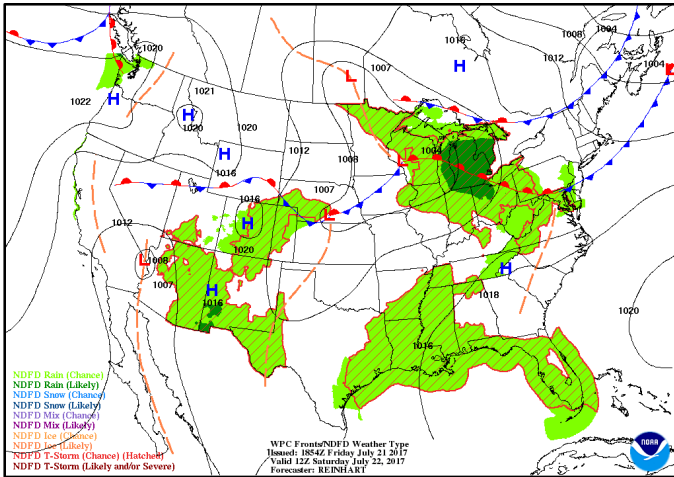 1020
1008
1004
1016
1012
1007
1004
L
H
L
1022
H
1021
H
1020
1020
1012
1008
1004
H
1016
L
1007
1016
H
L
1012
1020
H
L
1008
1018
1007
H
1016
1020
1016
NDFD Rain (Chance)
NDFD Rain (Likely)
NDFD Snow (Chance)
NDFD Snow (Likely)
NDFD Mix (Chance)
NDFD Mix (Likely)
NDFD Ice (Chance)
NDFD Ice (Likely)
NDFD T-Storm (Chance) (Hatched)
NDFD T-Storm (Likely and/or Severe)
WPC Fronts/NDFD Weather Type
Issued: 1854Z Friday July 21 2017
Valid 12Z Saturday July 22, 2017
Forecaster: REINHART
NOAA